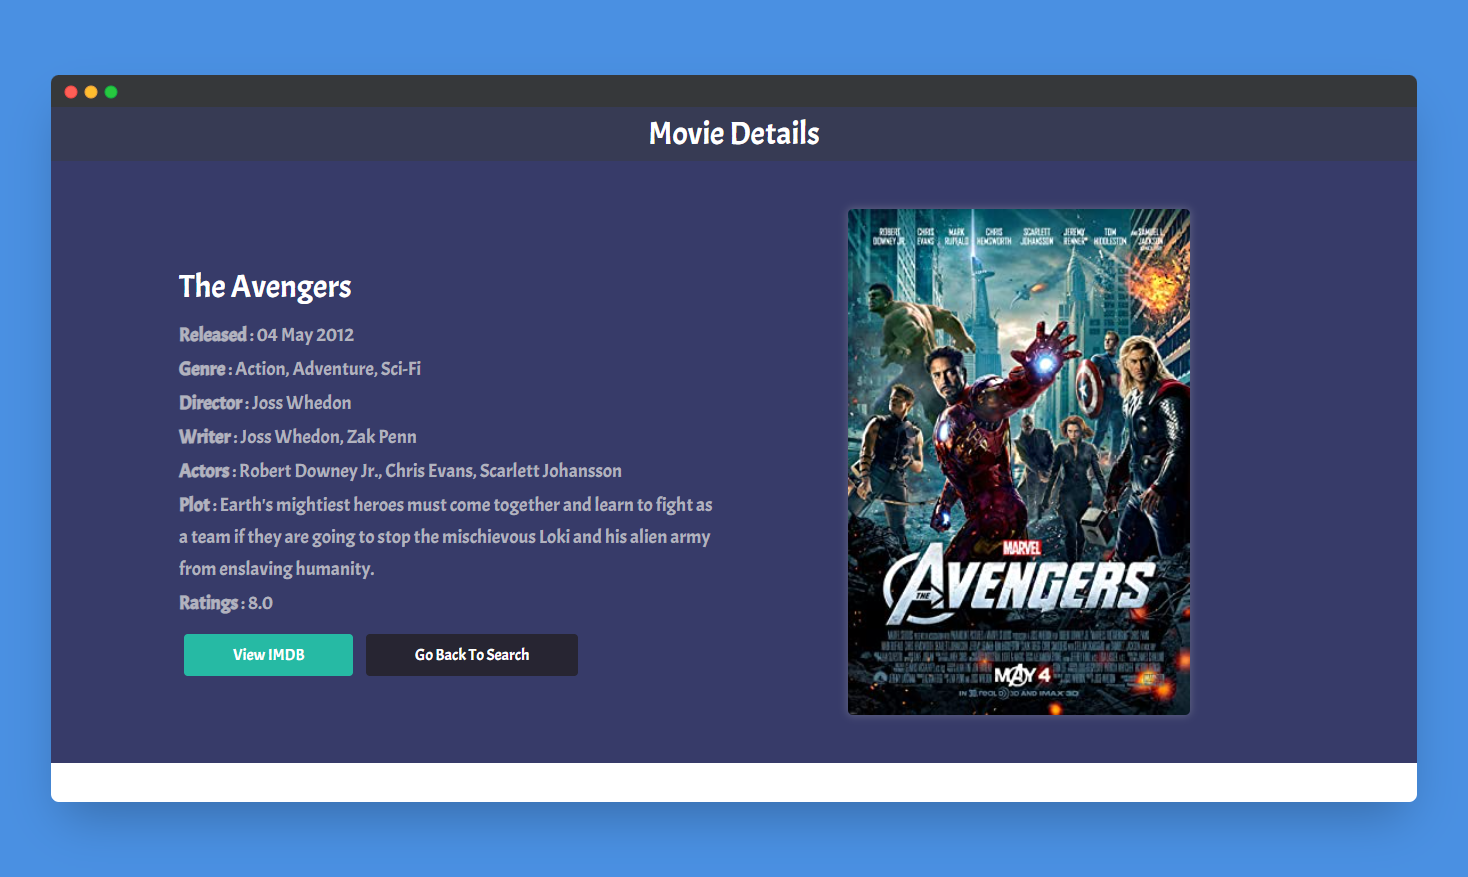 Movie Details
The Avengers
Released : 04 May 2012
Genre : Action, Adventure, Sci-Fi
Director : Joss Whedon
Writer : Joss Whedon, Zak Penn
Actors : Robert Downey Jr., Chris Evans, Scarlett Johansson
Plot : Earth's mightiest heroes must come together and learn to fight as
a team if they are going to stop the mischievous Loki and his alien army
from enslaving humanity.
Ratings : 8.0
View IMDB
Go Back To Search
ROBERT CHRIS MARK CHRIS SCARLETT JEREMY TOM AND SAMUEL L.
DOWNEY JR. EVANS RUFFALO HEMSWORTH JOHANSSON RENNER HIDDLESTON JACKSON
MARVEL
THE AVENGERS
MAY 4
IN REAL D 3D AND IMAX 3D